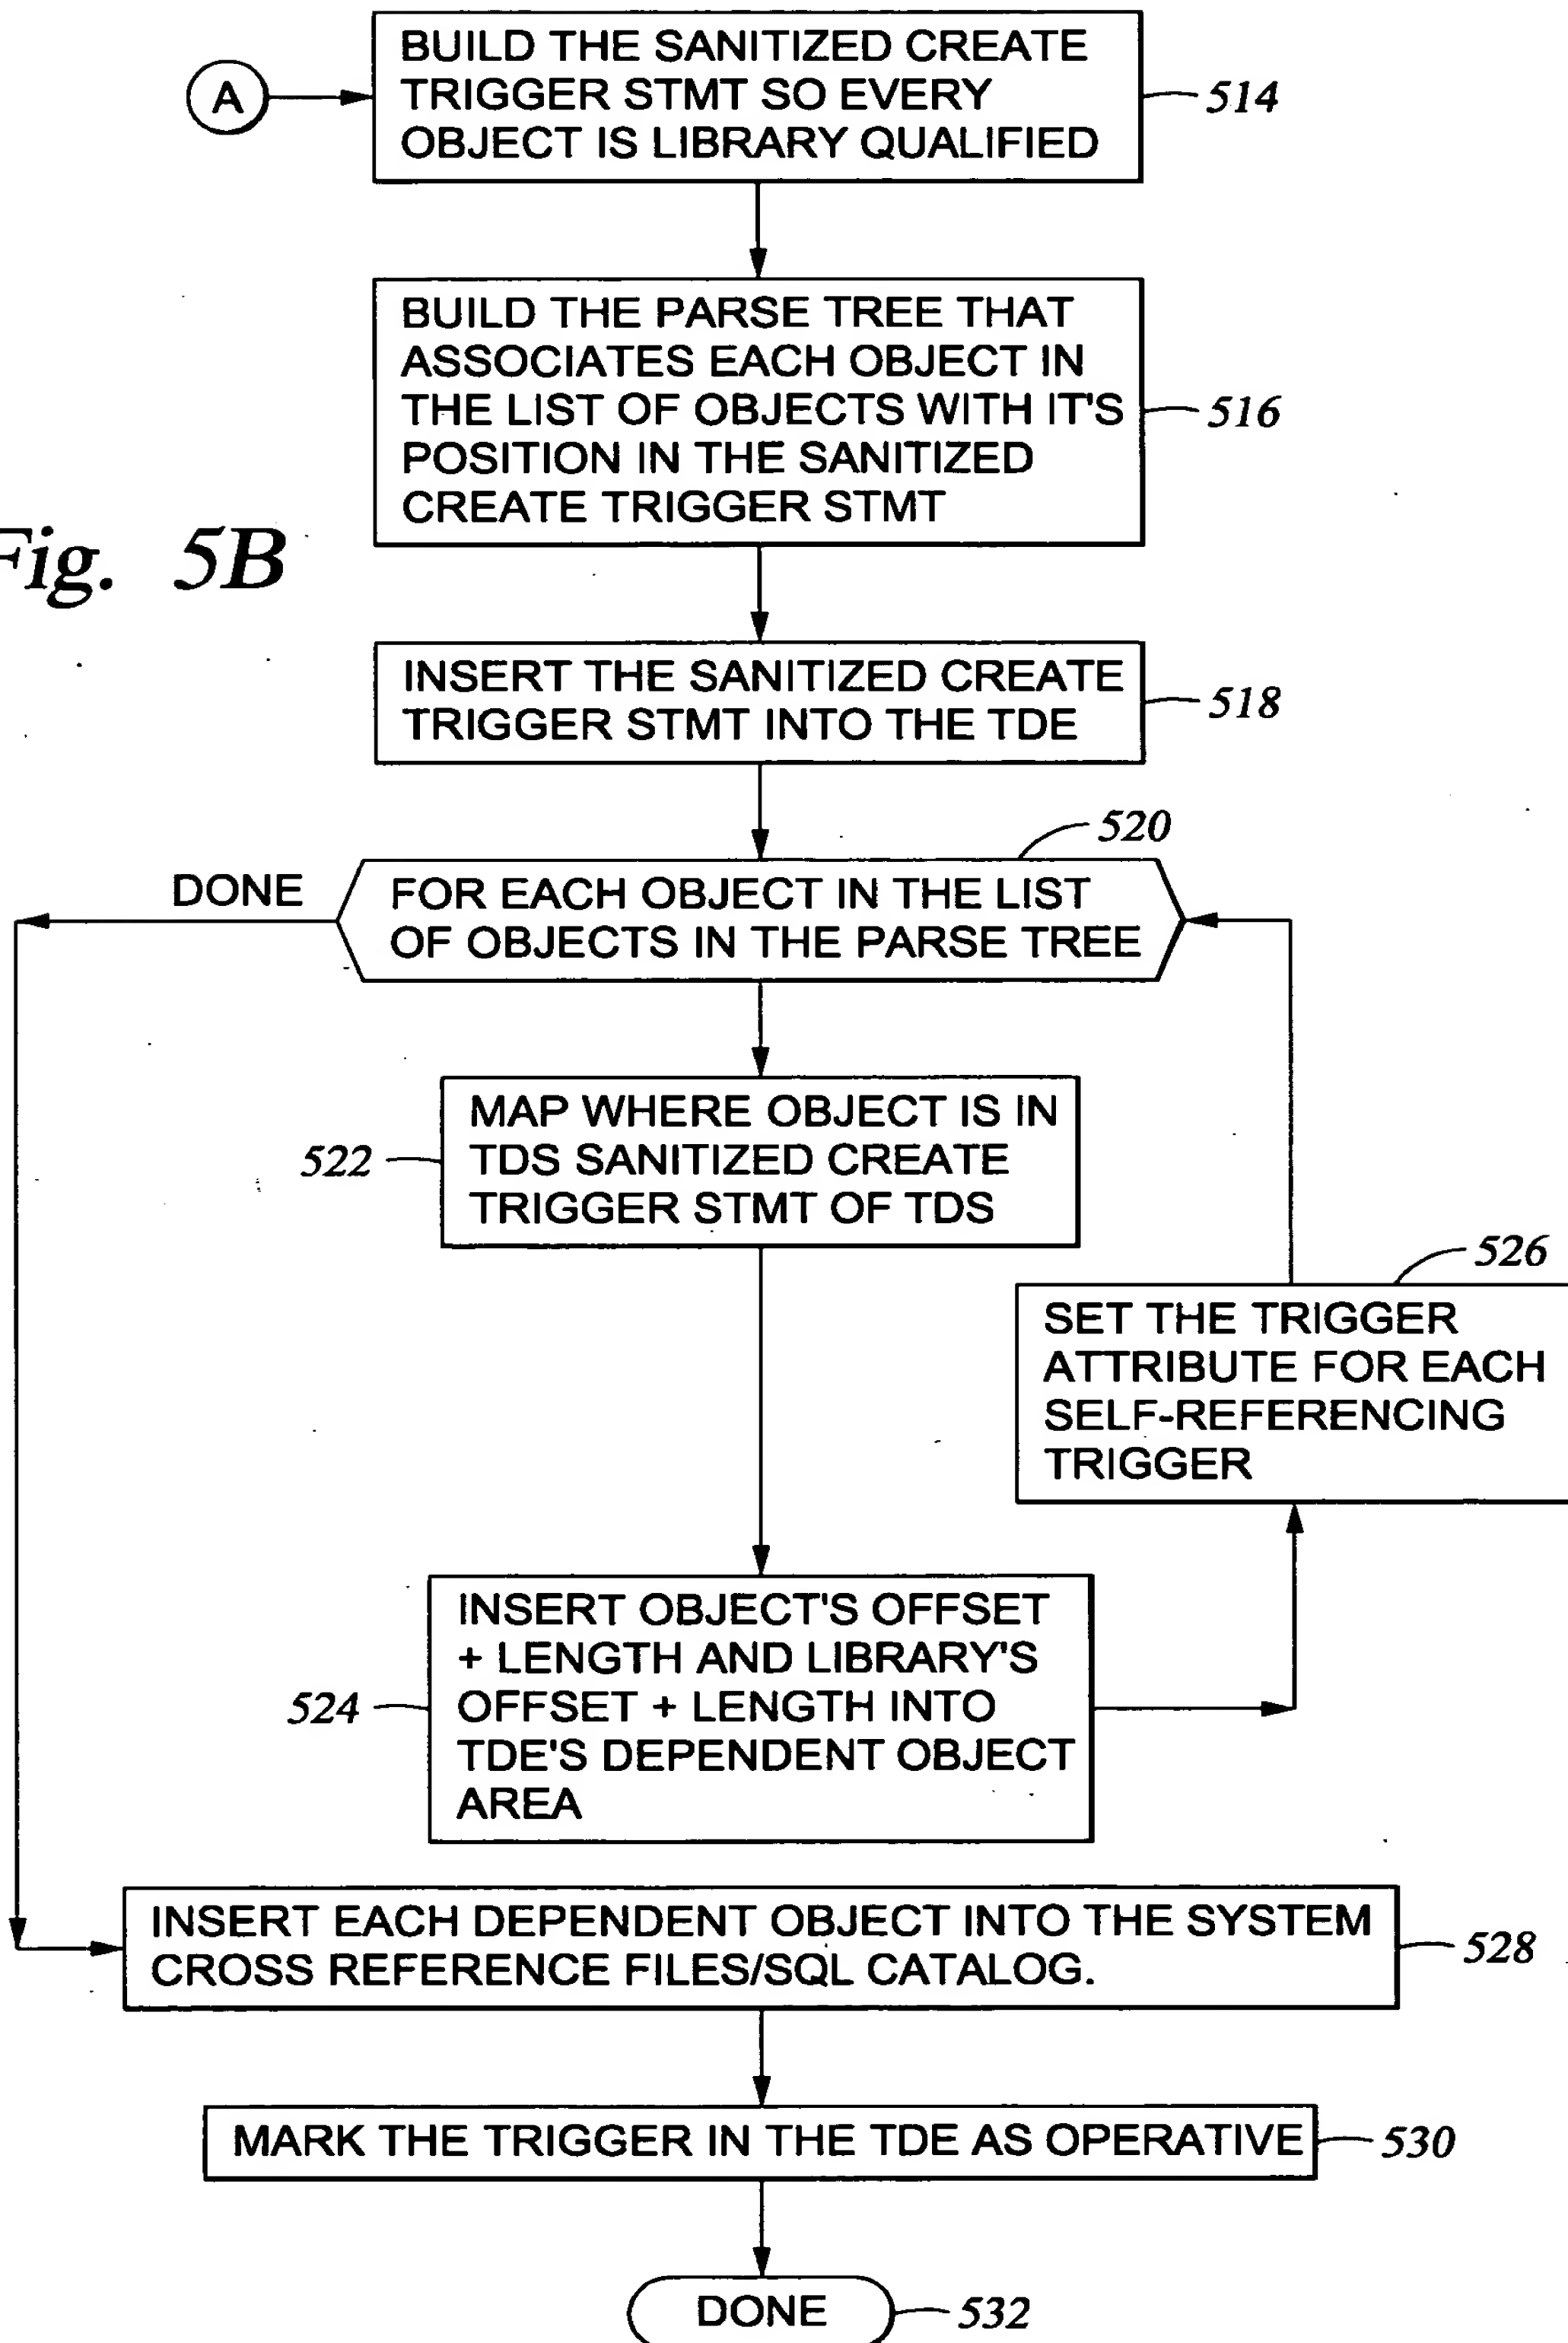 A
BUILD THE SANITIZED CREATE
TRIGGER STMT SO EVERY
OBJECT IS LIBRARY QUALIFIED
514
BUILD THE PARSE TREE THAT
ASSOCIATES EACH OBJECT IN
THE LIST OF OBJECTS WITH IT'S
POSITION IN THE SANITIZED
CREATE TRIGGER STMT
516
Fig. 5B
INSERT THE SANITIZED CREATE
TRIGGER STMT INTO THE TDE
518
520
DONE
FOR EACH OBJECT IN THE LIST
OF OBJECTS IN THE PARSE TREE
522
MAP WHERE OBJECT IS IN
TDS SANITIZED CREATE
TRIGGER STMT OF TDS
526
SET THE TRIGGER
ATTRIBUTE FOR EACH
SELF-REFERENCING
TRIGGER
524
INSERT OBJECT'S OFFSET
+ LENGTH AND LIBRARY'S
OFFSET + LENGTH INTO
TDE'S DEPENDENT OBJECT
AREA
INSERT EACH DEPENDENT OBJECT INTO THE SYSTEM
CROSS REFERENCE FILES/SQL CATALOG.
528
MARK THE TRIGGER IN THE TDE AS OPERATIVE
530
DONE
532